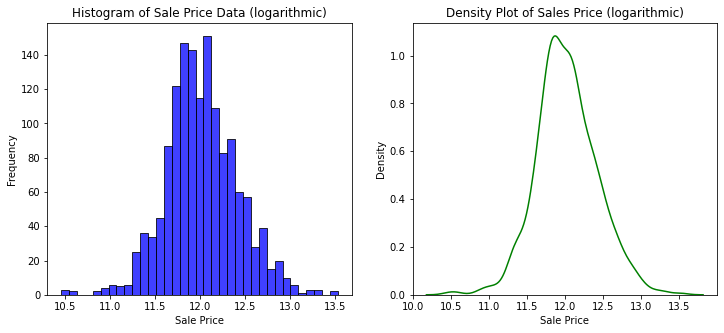 Histogram of Sale Price Data (logarithmic)
Frequency
140
120
100
80
60
40
20
0
10.5 11.0 11.5 12.0 12.5 13.0 13.5
Sale Price
Density Plot of Sales Price (logarithmic)
Density
1.0
0.8
0.6
0.4
0.2
0.0
10.0 10.5 11.0 11.5 12.0 12.5 13.0 13.5
Sale Price